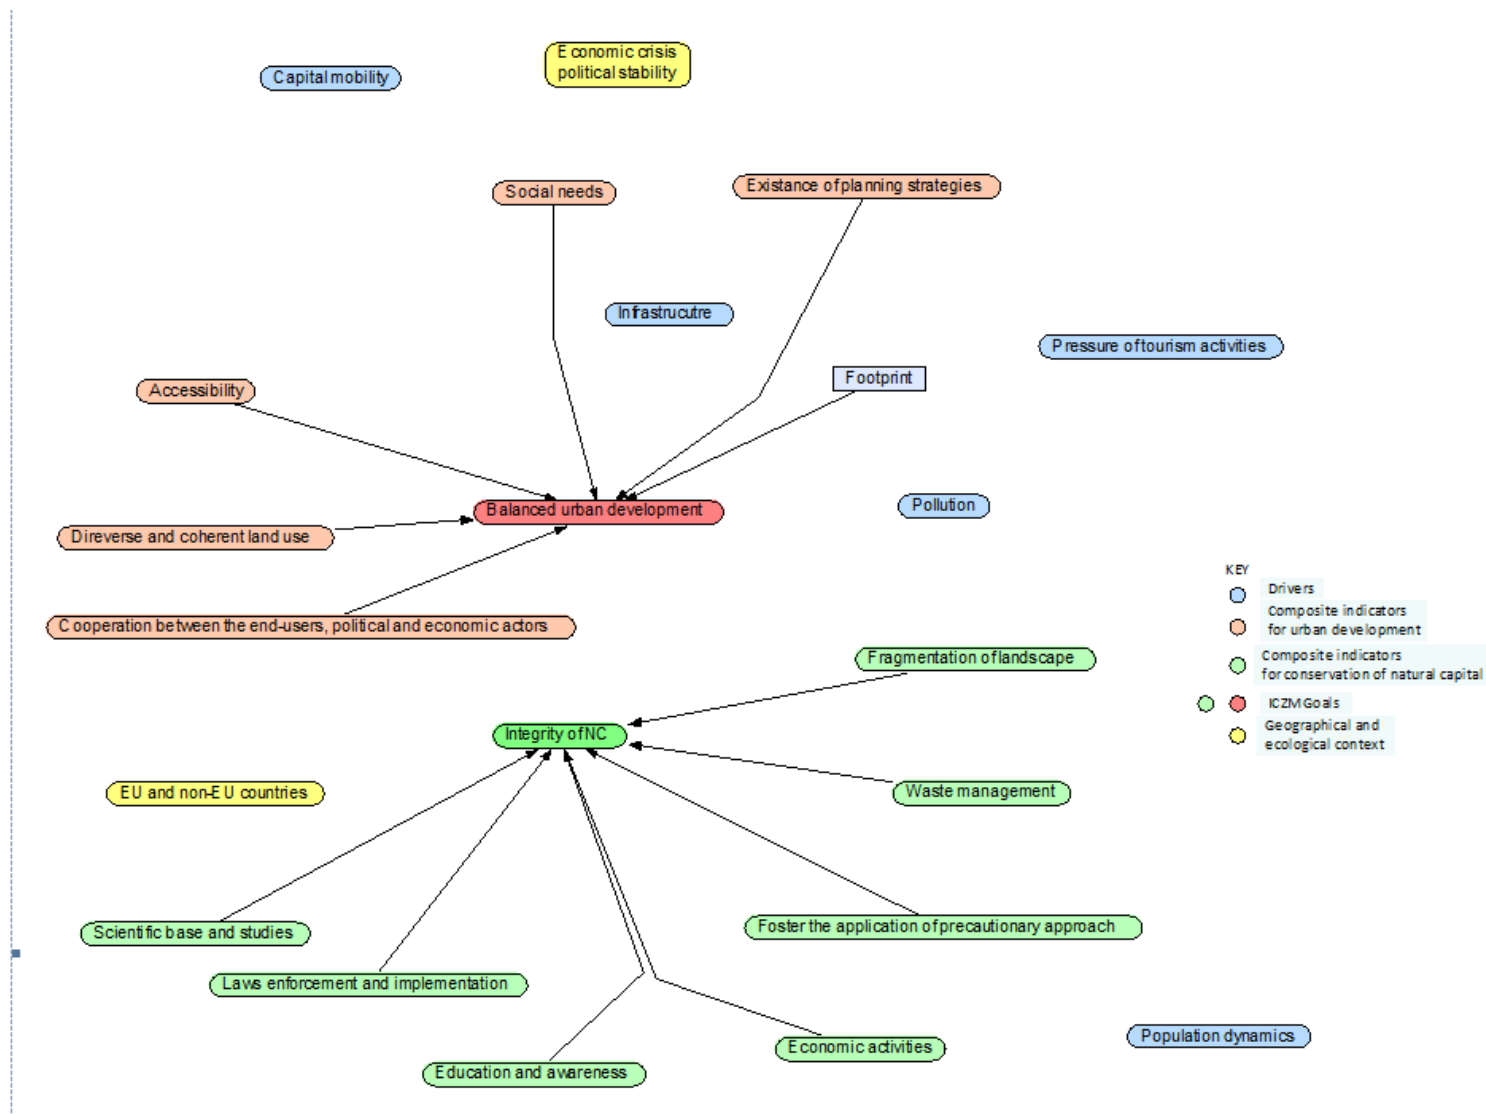 Economic crisis
political stability
Capital mobility
Social needs
Existance of planning strategies
Infrastrucutre
Pressure of tourism activities
Footprint
Accessibility
Balanced urban development
Pollution
Direverse and coherent land use
Cooperation between the end-users, political and economic actors
KEY
Drivers
Composite indicators
for urban development
Composite indicators
for conservation of natural capital
ICZM Goals
Geographical and
ecological context
Fragmentation of landscape
Integrity of NC
EU and non-EU countries
Waste management
Scientific base and studies
Foster the application of precautionary approach
Laws enforcement and implementation
Economic activities
Population dynamics
Education and awareness